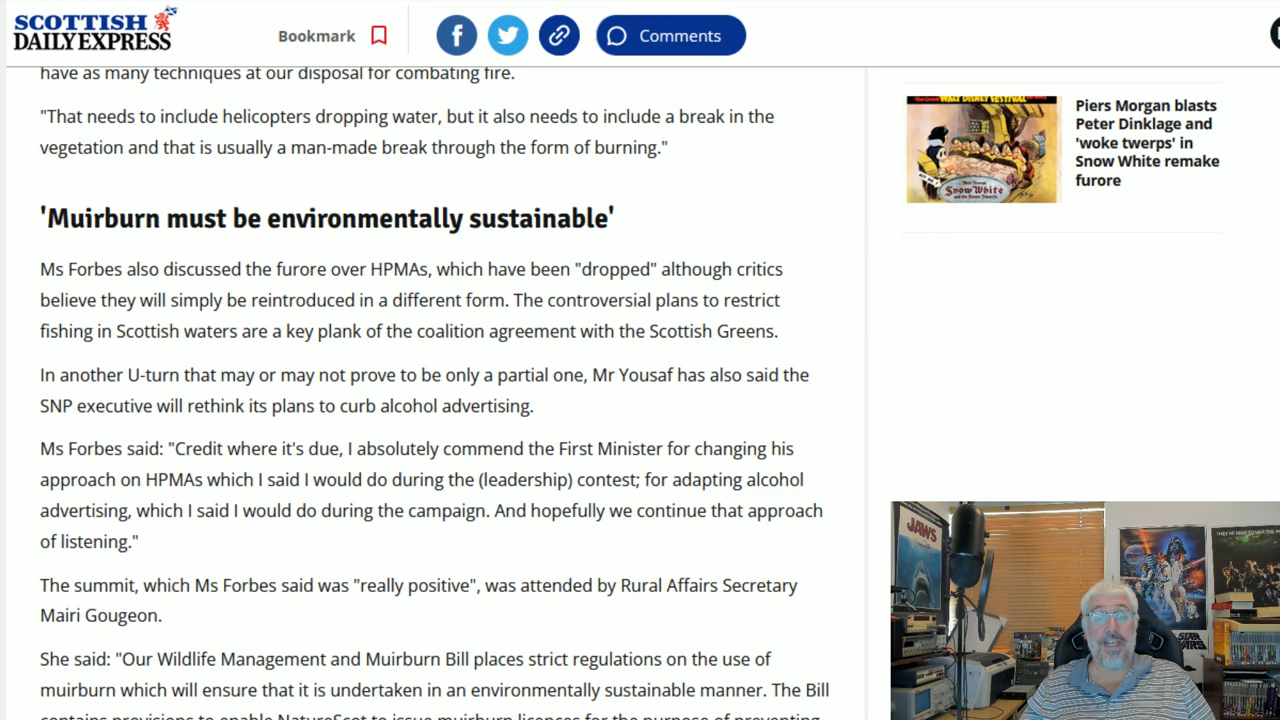 SCOTTISH
DAILY EXPRESS
Bookmark
Comments
have as many techniques at our disposal for combating fire.
"That needs to include helicopters dropping water, but it also needs to include a break in the
vegetation and that is usually a man-made break through the form of burning."
'Muirburn must be environmentally sustainable'
Ms Forbes also discussed the furore over HPMAs, which have been "dropped" although critics
believe they will simply be reintroduced in a different form. The controversial plans to restrict
fishing in Scottish waters are a key plank of the coalition agreement with the Scottish Greens.
In another U-turn that may or may not prove to be only a partial one, Mr Yousaf has also said the
SNP executive will rethink its plans to curb alcohol advertising.
Ms Forbes said: "Credit where it's due, I absolutely commend the First Minister for changing his
approach on HPMAs which I said I would do during the (leadership) contest; for adapting alcohol
advertising, which I said I would do during the campaign. And hopefully we continue that approach
of listening."
The summit, which Ms Forbes said was "really positive", was attended by Rural Affairs Secretary
Mairi Gougeon.
She said: "Our Wildlife Management and Muirburn Bill places strict regulations on the use of
muirburn which will ensure that it is undertaken in an environmentally sustainable manner. The Bill
contains provisions to enable NatureScot to issue muirburn licences for the purpose of preventing
WALT DISNEY FESTIVAL
Snow White
Piers Morgan blasts
Peter Dinklage and
'woke twerps' in
Snow White remake
furore
JAWS
STAR
WARS